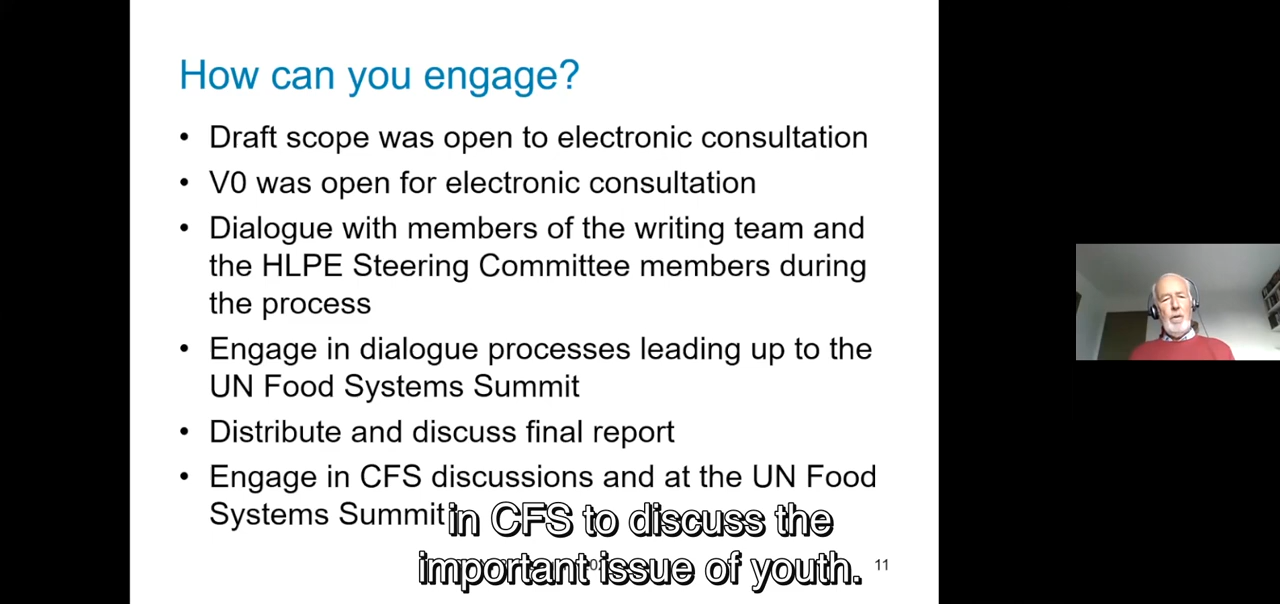 How can you engage?
• Draft scope was open to electronic consultation
• V0 was open for electronic consultation
• Dialogue with members of the writing team and
the HLPE Steering Committee members during
the process
• Engage in dialogue processes leading up to the
UN Food Systems Summit
• Distribute and discuss final report
• Engage in CFS discussions and at the UN Food
Systems Summit
in CFS to discuss the
important issue of youth.
11